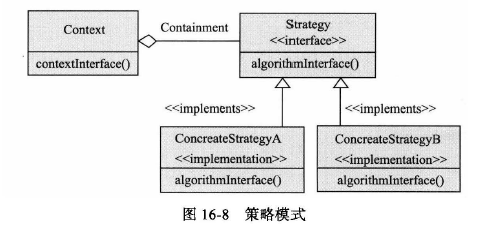 Context
contextInterface()
Containment
Strategy
<<interface>>
algorithmInterface()
<<implements>>
<<implements>>
ConcreateStrategyA
<<implementation>>
algorithmInterface()
ConcreateStrategyB
<<implementation>>
algorithmInterface()
图 16-8 策略模式